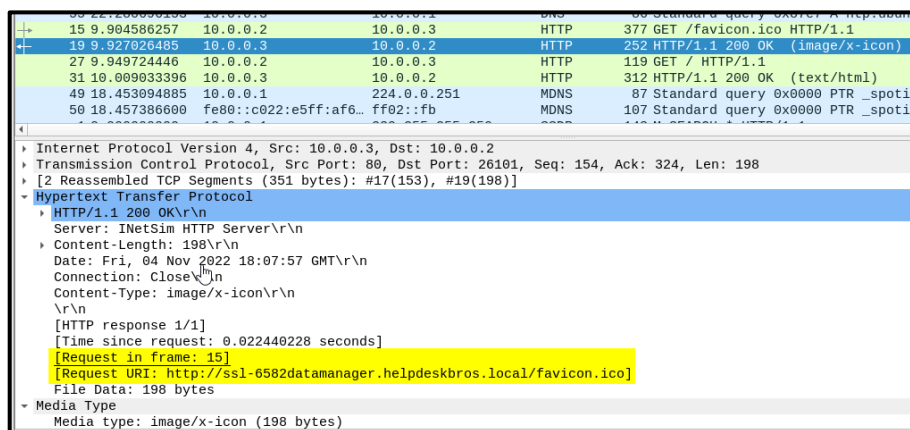 15 9.904586257 10.0.0.2 10.0.0.3 HTTP 377 GET /favicon.ico HTTP/1.1
19 9.927026485 10.0.0.3 10.0.0.2 HTTP 252 HTTP/1.1 200 OK (image/x-icon)
27 9.949724446 10.0.0.2 10.0.0.3 HTTP 119 GET / HTTP/1.1
31 10.009033396 10.0.0.3 10.0.0.2 HTTP 312 HTTP/1.1 200 OK (text/html)
49 18.453094885 10.0.0.1 224.0.0.251 MDNS 87 Standard query 0x0000 PTR _spoti
50 18.457386600 fe80::c022:e5ff:af6… ff02::fb MDNS 107 Standard query 0x0000 PTR _spoti
Internet Protocol Version 4, Src: 10.0.0.3, Dst: 10.0.0.2
Transmission Control Protocol, Src Port: 80, Dst Port: 26101, Seq: 154, Ack: 324, Len: 198
[2 Reassembled TCP Segments (351 bytes): #17(153), #19(198)]
Hypertext Transfer Protocol
HTTP/1.1 200 OK\r\n
Server: INetSim HTTP Server\r\n
Content-Length: 198\r\n
Date: Fri, 04 Nov 2022 18:07:57 GMT\r\n
Connection: Close\r\n
Content-Type: image/x-icon\r\n
\r\n
[HTTP response 1/1]
[Time since request: 0.022440228 seconds]
[Request in frame: 15]
[Request URI: http://ssl-6582datamanager.helpdeskbros.local/favicon.ico]
File Data: 198 bytes
Media Type
Media type: image/x-icon (198 bytes)